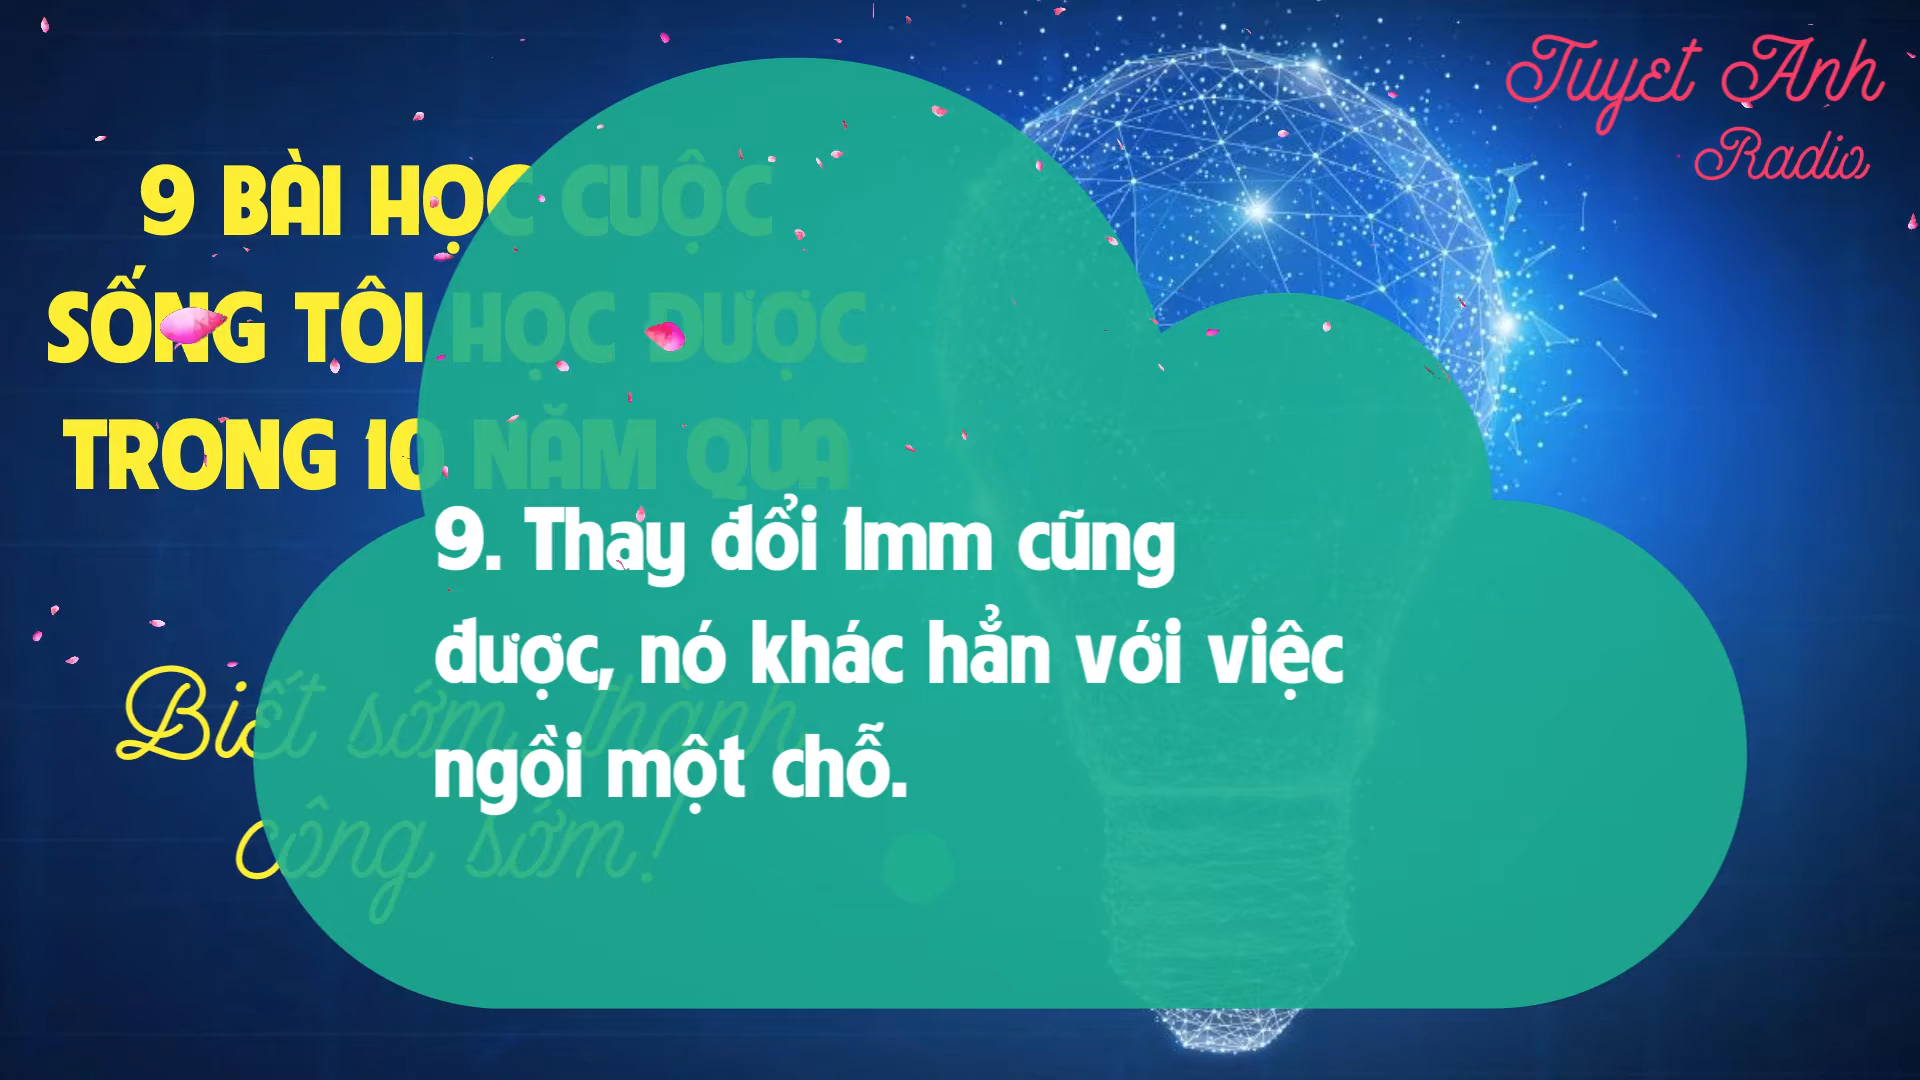 Tuyết Anh
Radio
9 BÀI HỌC CUỘC
SỐNG TÔI HỌC ĐƯỢC
TRONG 10 NĂM QUA
9. Thay đổi 1mm cũng
được, nó khác hẳn với việc
ngồi một chỗ.
Biết sớm, thành
công sớm!